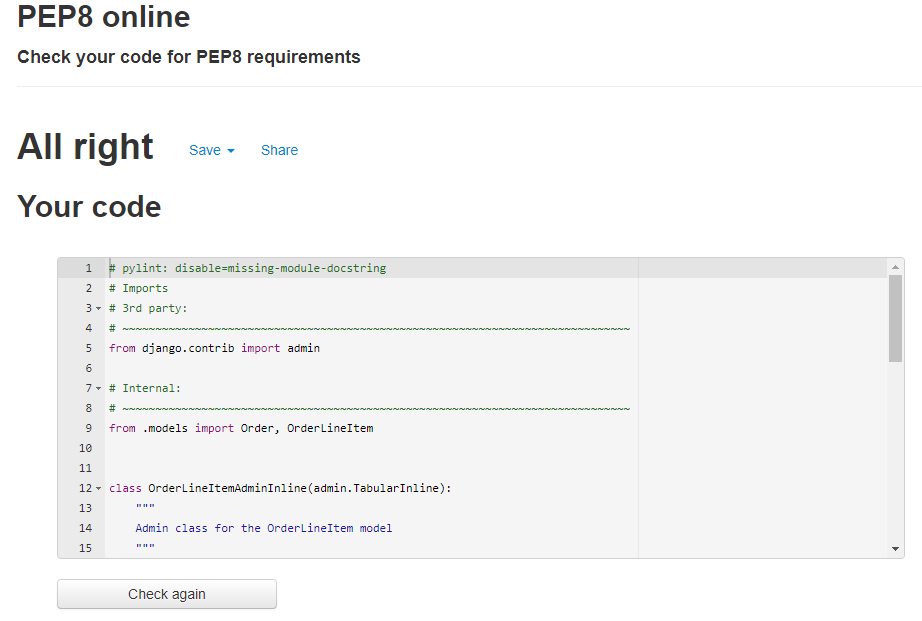 PEP8 online
Check your code for PEP8 requirements
All right Save Share
Your code
1 # pylint: disable=missing-module-docstring
2 # Imports
3 # 3rd party:
4 # ~~~~~~~~~~~~~~~~~~~~~~~~~~~~~~~~~~~~~~~~~~~~~~~~~~~~~~~~~~~~~~~~~~~~~~~~~~~~~
5 from django.contrib import admin
6
7 # Internal:
8 # ~~~~~~~~~~~~~~~~~~~~~~~~~~~~~~~~~~~~~~~~~~~~~~~~~~~~~~~~~~~~~~~~~~~~~~~~~~~~~
9 from .models import Order, OrderLineItem
10
11
12 class OrderLineItemAdminInline(admin.TabularInline):
13 """
14 Admin class for the OrderLineItem model
15 """
Check again